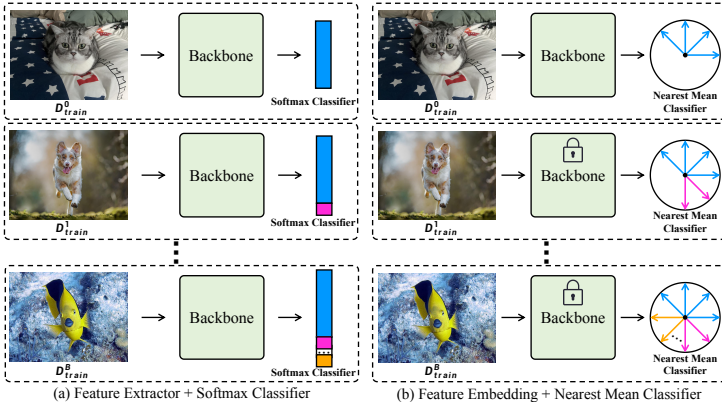 Backbone
Softmax Classifier
D^0_train
Backbone
Nearest Mean
Classifier
D^0_train
Backbone
Softmax Classifier
D^1_train
Backbone
Nearest Mean
Classifier
D^1_train
Backbone
Softmax Classifier
D^B_train
Backbone
Nearest Mean
Classifier
D^B_train
(a) Feature Extractor + Softmax Classifier
(b) Feature Embedding + Nearest Mean Classifier